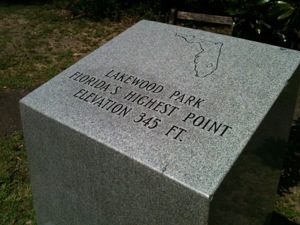 LAKEWOOD PARK
FLORIDA'S HIGHEST POINT
ELEVATION 345 FT.